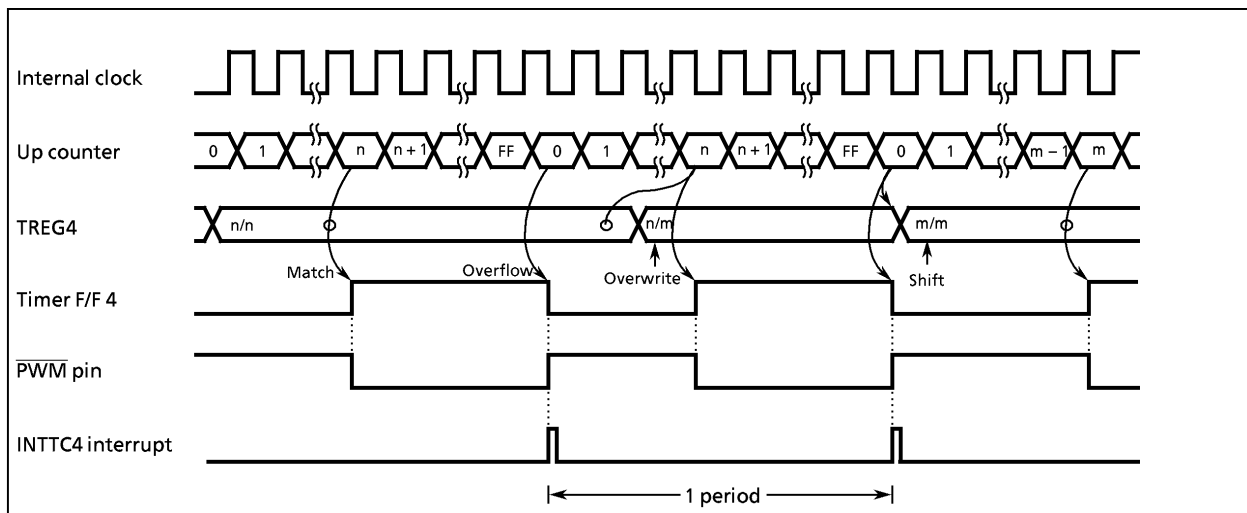 Internal clock
Up counter
0 1 n n + 1 FF 0 1 n n + 1 FF 0 1 m – 1 m
TREG4
n/n n/m m/m
Match Overflow Overwrite Shift
Timer F/F 4
PWM pin
INTTC4 interrupt
1 period